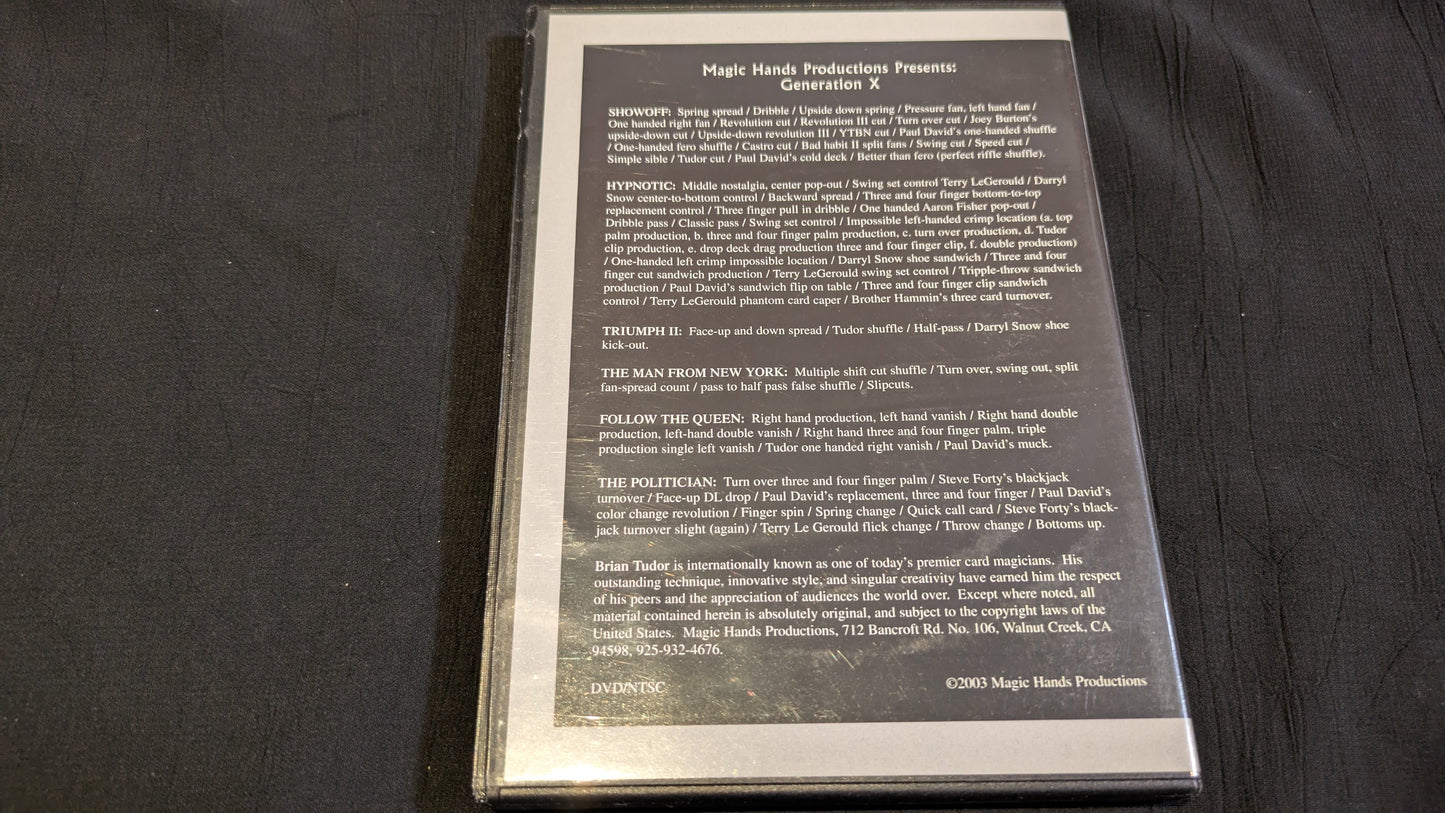 Magic Hands Productions Presents:
Generation X
SHOWOFF: Spring spread / Dribble / Upside down spring / Pressure fan, left hand fan /
One handed right fan / Revolution cut / Revolution III cut / Turn over cut / Joey Burton's
upside-down cut / Upside-down revolution III / YTBN cut / Paul David's one-handed shuffle
/ One-handed fero shuffle / Castro cut / Bad habit II split fans / Swing cut / Speed cut /
Simple sible / Tudor cut / Paul David's cold deck / Better than fero (perfect riffle shuffle).
HYPNOTIC: Middle nostalgia, center pop-out / Swing set control Terry LeGerould / Darryl
Snow center-to-bottom control / Backward spread / Three and four finger bottom-to-top
replacement control / Three finger pull in dribble / One handed Aaron Fisher pop-out /
Dribble pass / Classic pass / Swing set control / Impossible left-handed crimp location (a. top
palm production, b. three and four finger palm production, c. turn over production, d. Tudor
clip production, e. drop deck drag production three and four finger clip, f. double production)
/ One-handed left crimp impossible location / Darryl Snow shoe sandwich / Three and four
finger cut sandwich production / Terry LeGerould swing set control / Tripple-throw sandwich
production / Paul David's sandwich flip on table / Three and four finger clip sandwich
control / Terry LeGerould phantom card caper / Brother Hammin's three card turnover.
TRIUMPH II: Face-up and down spread / Tudor shuffle / Half-pass / Darryl Snow shoe
kick-out.
THE MAN FROM NEW YORK: Multiple shift cut shuffle / Turn over, swing out, split
fan-spread count / pass to half pass false shuffle / Slipcuts.
FOLLOW THE QUEEN: Right hand production, left hand vanish / Right hand double
production, left-hand double vanish / Right hand three and four finger palm, triple
production single left vanish / Tudor one handed right vanish / Paul David's muck.
THE POLITICIAN: Turn over three and four finger palm / Steve Forty's blackjack
turnover / Face-up DL drop / Paul David's replacement, three and four finger / Paul David's
color change revolution / Finger spin / Spring change / Quick call card / Steve Forty's black-
jack turnover slight (again) / Terry Le Gerould flick change / Throw change / Bottoms up.
Brian Tudor is internationally known as one of today's premier card magicians. His
outstanding technique, innovative style, and singular creativity have earned him the respect
of his peers and the appreciation of audiences the world over. Except where noted, all
material contained herein is absolutely original, and subject to the copyright laws of the
United States. Magic Hands Productions, 712 Bancroft Rd. No. 106, Walnut Creek, CA
94598, 925-932-4676.
DVD/NTSC
©2003 Magic Hands Productions